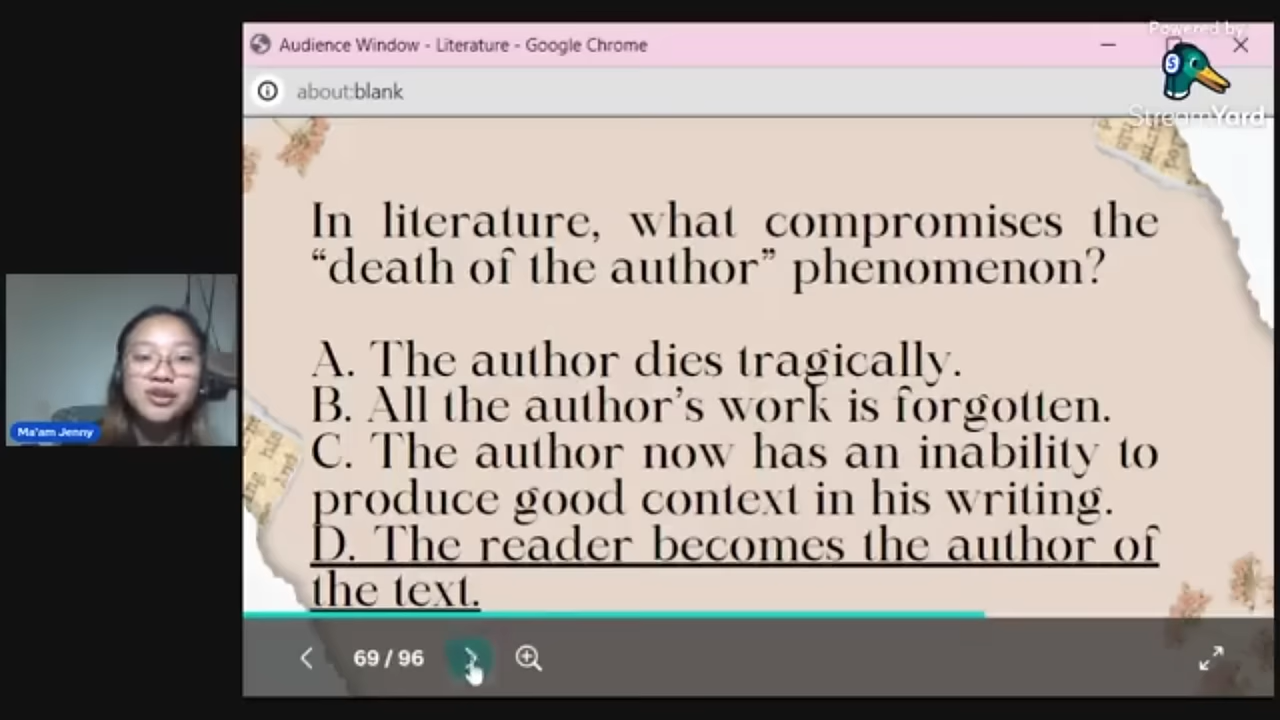 Powered by
Audience Window - Literature - Google Chrome
StreamYard
about:blank
In literature, what compromises the
“death of the author” phenomenon?
A. The author dies tragically.
B. All the author’s work is forgotten.
C. The author now has an inability to
produce good context in his writing.
D. The reader becomes the author of
the text.
Ma'am Jenny
69 / 96